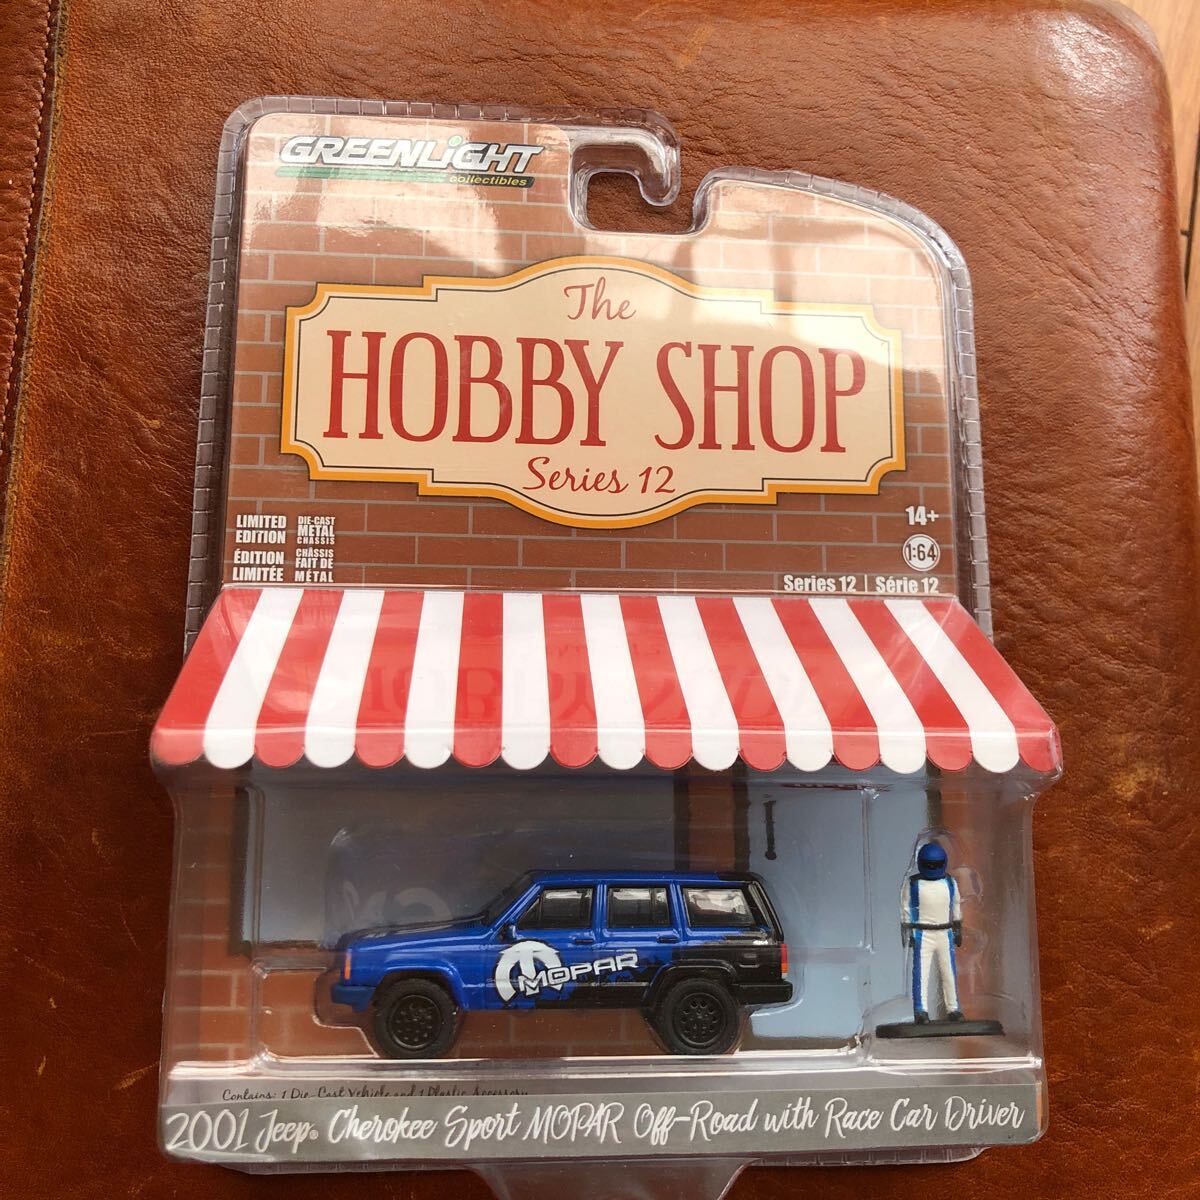 GREENLiGHT
collectibles
The
HOBBY SHOP
Series 12
LIMITED EDITION
DIE-CAST METAL CHASSIS
ÉDITION LIMITÉE
CHÂSSIS FAIT DE MÉTAL
14+
1:64
Series 12 | Série 12
MOPAR
Contains: 1 Die-Cast Vehicle and 1 Plastic Accessory
2001 Jeep® Cherokee Sport MOPAR Off-Road with Race Car Driver